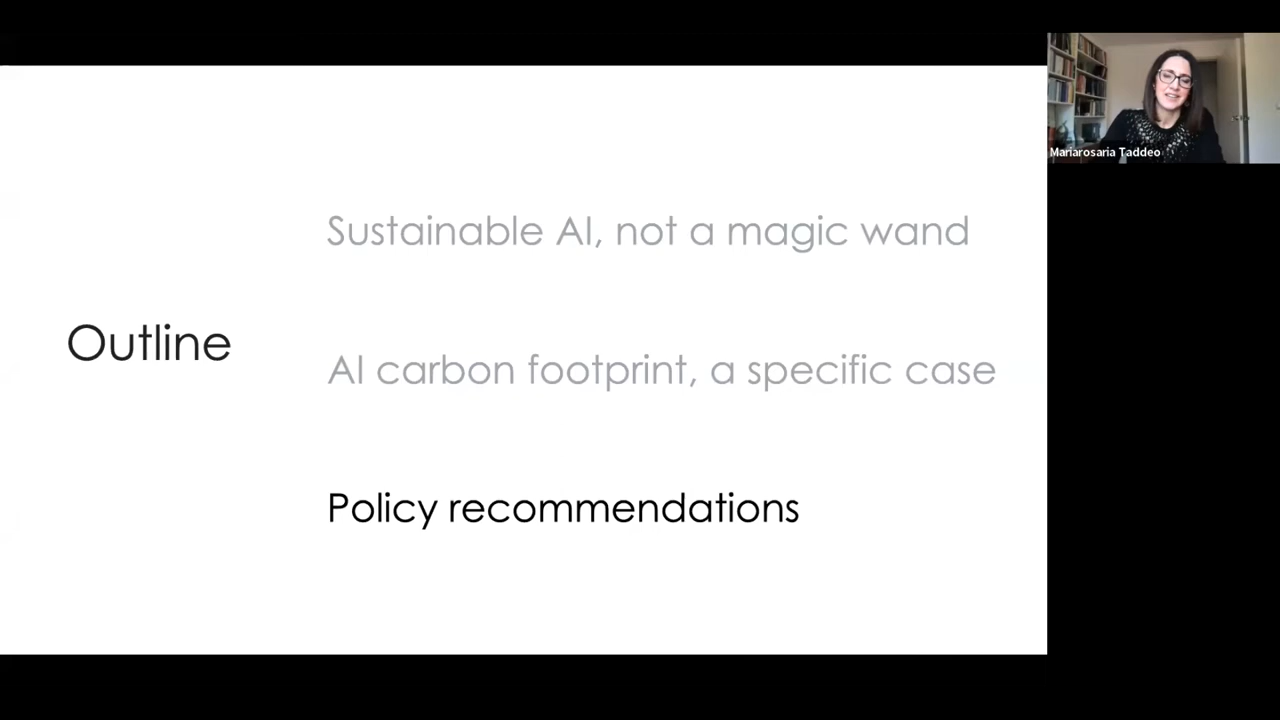 Outline
Sustainable AI, not a magic wand
AI carbon footprint, a specific case
Policy recommendations
Mariarosaria Taddeo